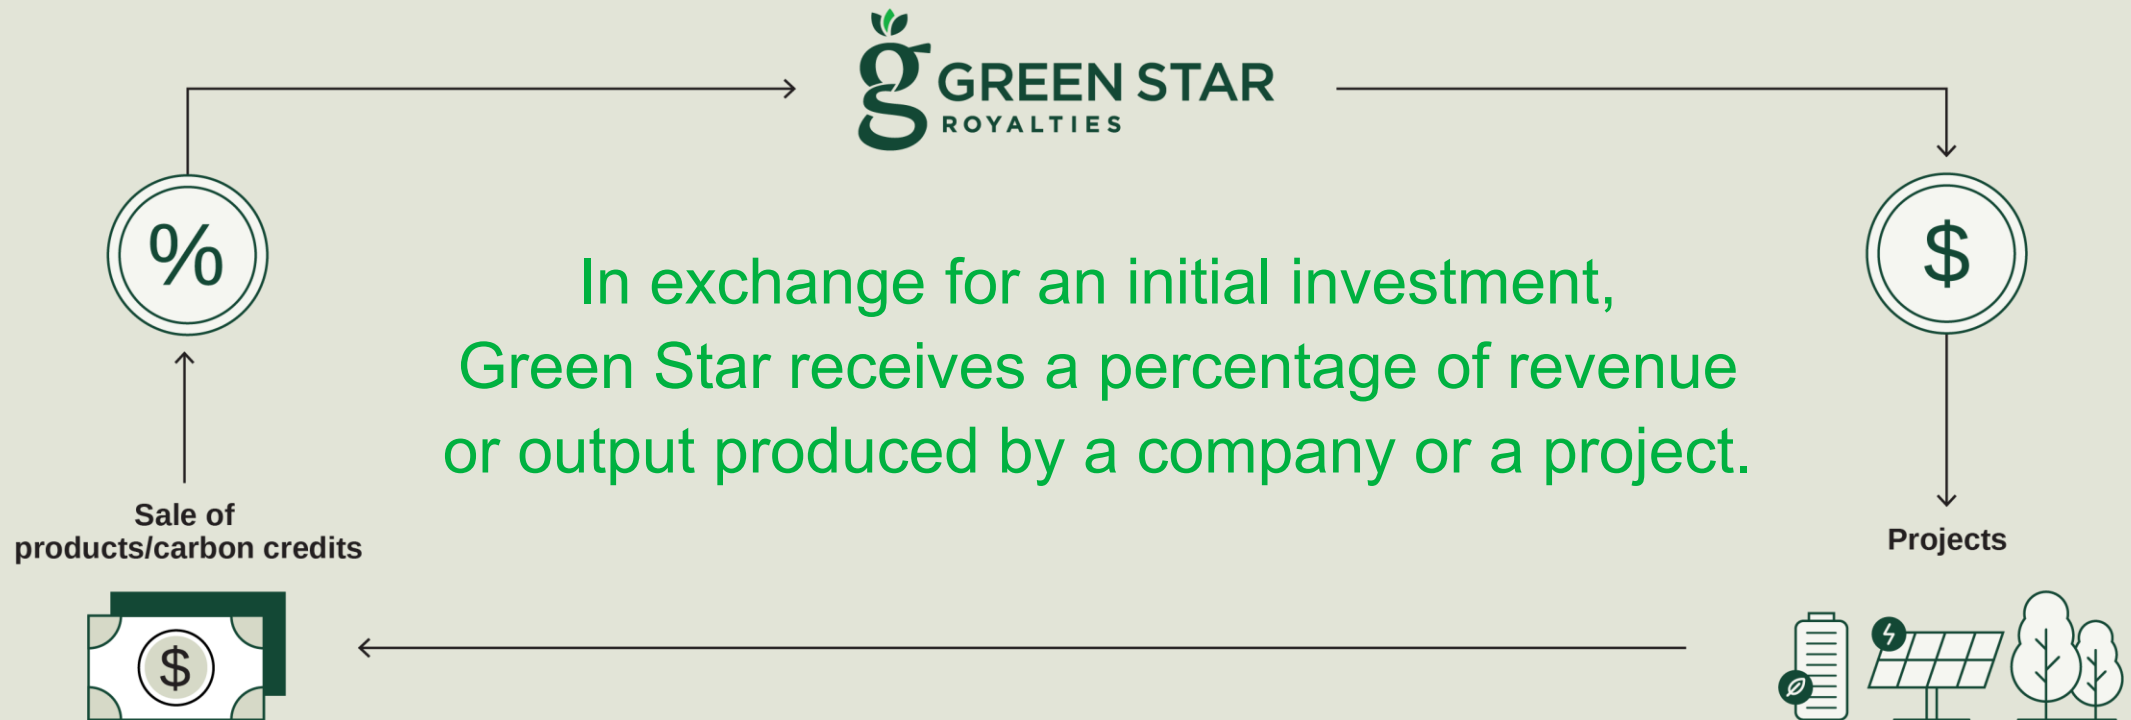 GREEN STAR
ROYALTIES
%
$
In exchange for an initial investment,
Green Star receives a percentage of revenue
or output produced by a company or a project.
Sale of
products/carbon credits
Projects
$